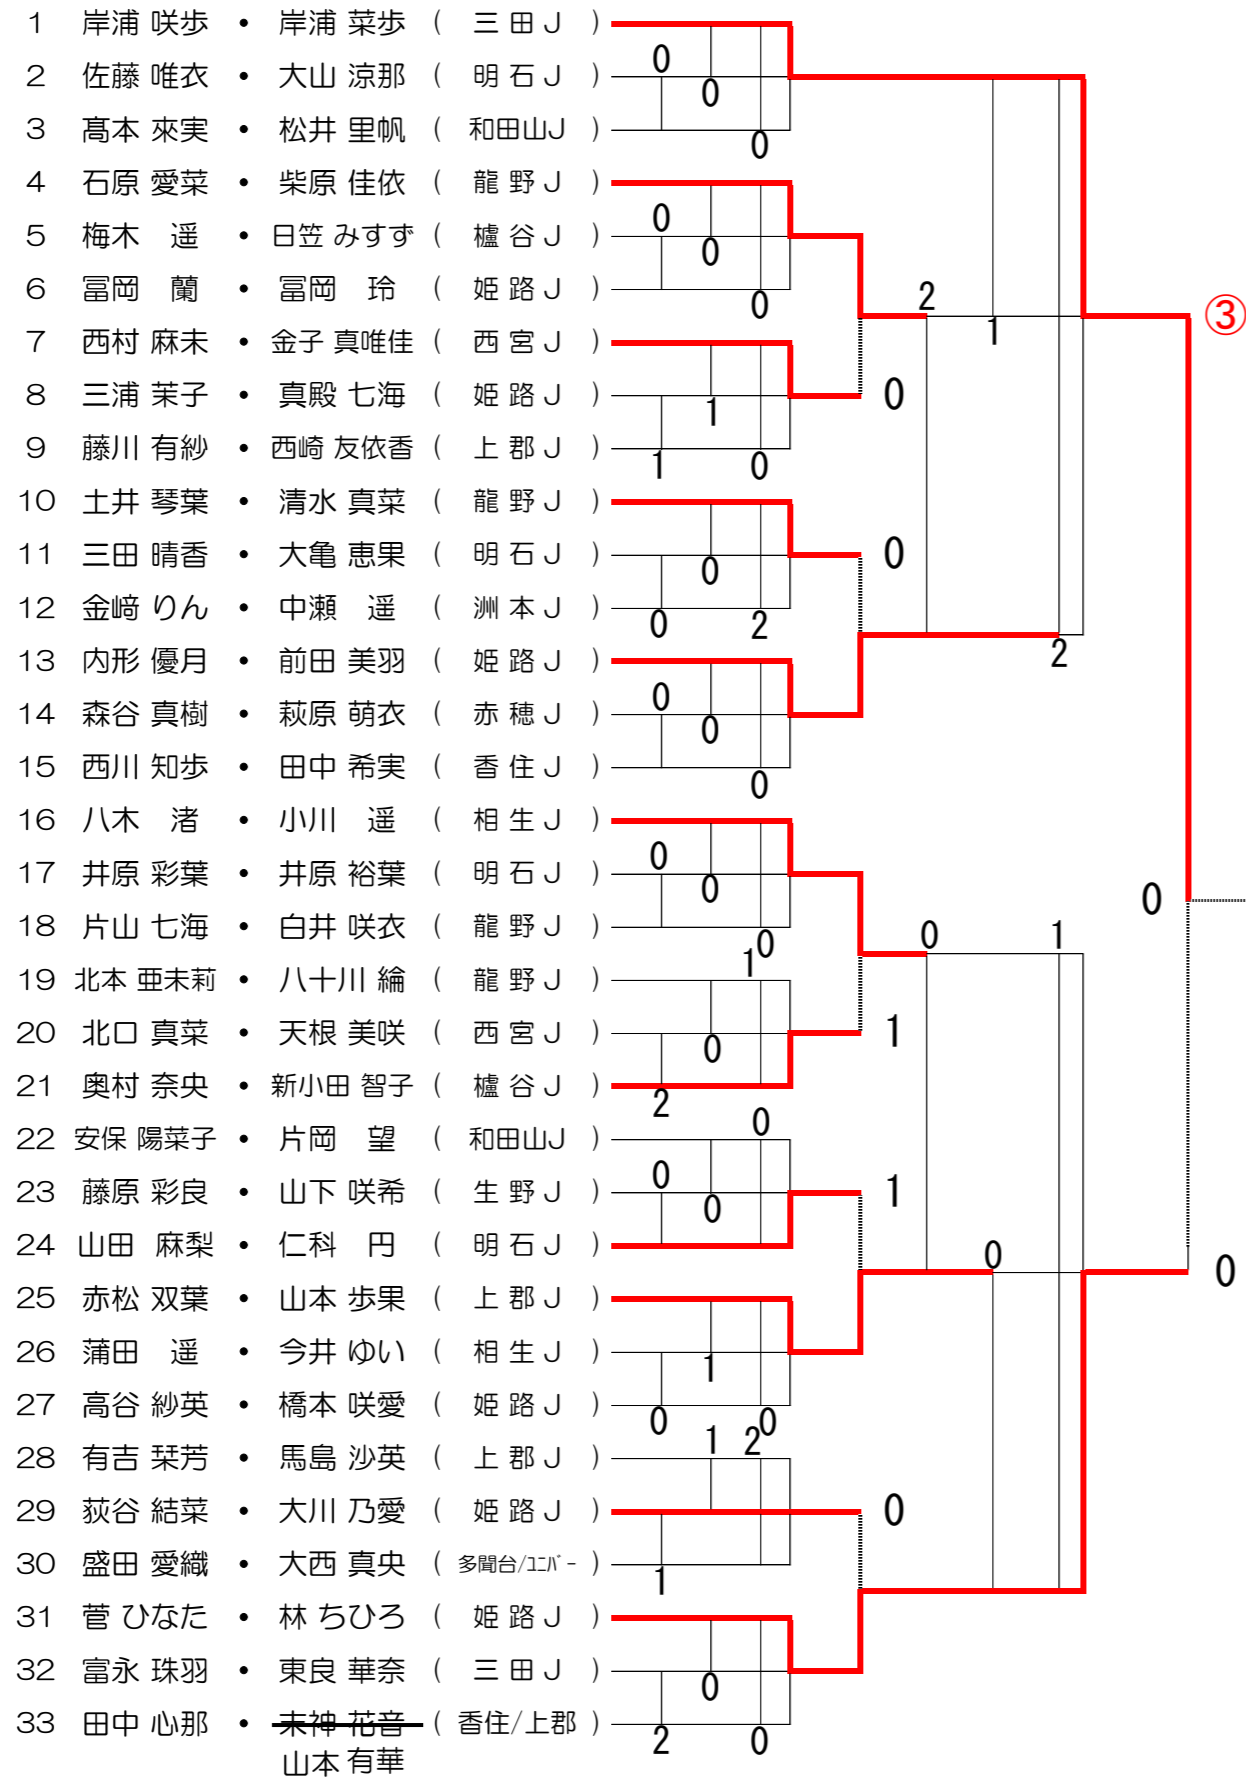 1 岸浦 咲歩 ・ 岸浦 菜歩 ( 三 田 J )
0
2 佐藤 唯衣 ・ 大山 涼那 ( 明 石 J )
0
3 髙本 來実 ・ 松井 里帆 ( 和田山J )
0
4 石原 愛菜 ・ 柴原 佳依 ( 龍 野 J )
0
5 梅木 遥 ・ 日笠 みすず ( 櫨 谷 J )
0
6 冨岡 蘭 ・ 冨岡 玲 ( 姫 路 J )
0 2 1 ③
7 西村 麻未 ・ 金子 真唯佳 ( 西 宮 J )
8 三浦 茉子 ・ 真殿 七海 ( 姫 路 J )
1 0
9 藤川 有紗 ・ 西崎 友依香 ( 上 郡 J )
1 0
10 土井 琴葉 ・ 清水 真菜 ( 龍 野 J )
11 三田 晴香 ・ 大亀 恵果 ( 明 石 J )
0 0
12 金﨑 りん ・ 中瀬 遥 ( 洲 本 J )
0 2 2
13 内形 優月 ・ 前田 美羽 ( 姫 路 J )
0
14 森谷 真樹 ・ 萩原 萌衣 ( 赤 穂 J )
0
15 西川 知歩 ・ 田中 希実 ( 香 住 J )
0
16 八木 渚 ・ 小川 遥 ( 相 生 J )
0
17 井原 彩葉 ・ 井原 裕葉 ( 明 石 J )
0 0
18 片山 七海 ・ 白井 咲衣 ( 龍 野 J )
0 0 1
1
19 北本 亜未莉 ・ 八十川 綸 ( 龍 野 J )
20 北口 真菜 ・ 天根 美咲 ( 西 宮 J )
0 1
21 奥村 奈央 ・ 新小田 智子 ( 櫨 谷 J )
2 0
22 安保 陽菜子 ・ 片岡 望 ( 和田山J )
0
23 藤原 彩良 ・ 山下 咲希 ( 生 野 J )
0 1
24 山田 麻梨 ・ 仁科 円 ( 明 石 J )
0 0
25 赤松 双葉 ・ 山本 歩果 ( 上 郡 J )
26 蒲田 遥 ・ 今井 ゆい ( 相 生 J )
1
27 高谷 紗英 ・ 橋本 咲愛 ( 姫 路 J )
0 0
1 2
28 有吉 栞芳 ・ 馬島 沙英 ( 上 郡 J )
29 荻谷 結菜 ・ 大川 乃愛 ( 姫 路 J )
0
30 盛田 愛織 ・ 大西 真央 ( 多聞台/ﾕﾆﾊﾞｰ )
1
31 菅 ひなた ・ 林 ちひろ ( 姫 路 J )
32 富永 珠羽 ・ 東良 華奈 ( 三 田 J )
0
33 田中 心那 ・ 末神 花音 ( 香住/上郡 )
2 0
山本 有華